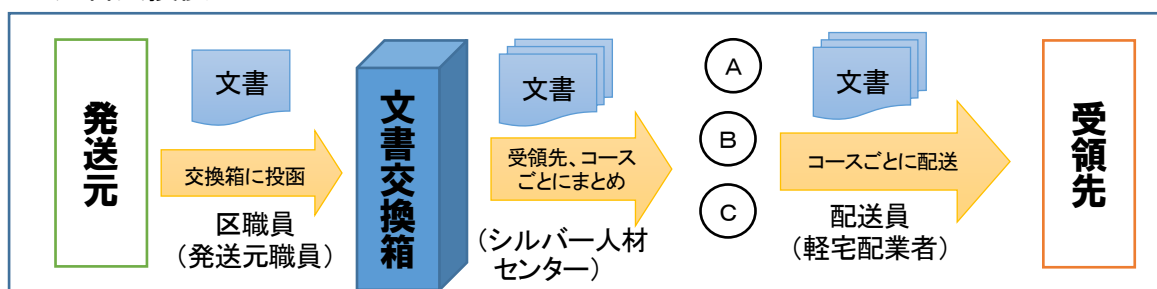 発送元
文書
交換箱に投函
区職員
（発送元職員）
文書交換箱
文書
受領先、コース
ごとにまとめ
（シルバー人材
センター）
A
B
C
文書
コースごとに配送
配送員
（軽宅配業者）
受領先